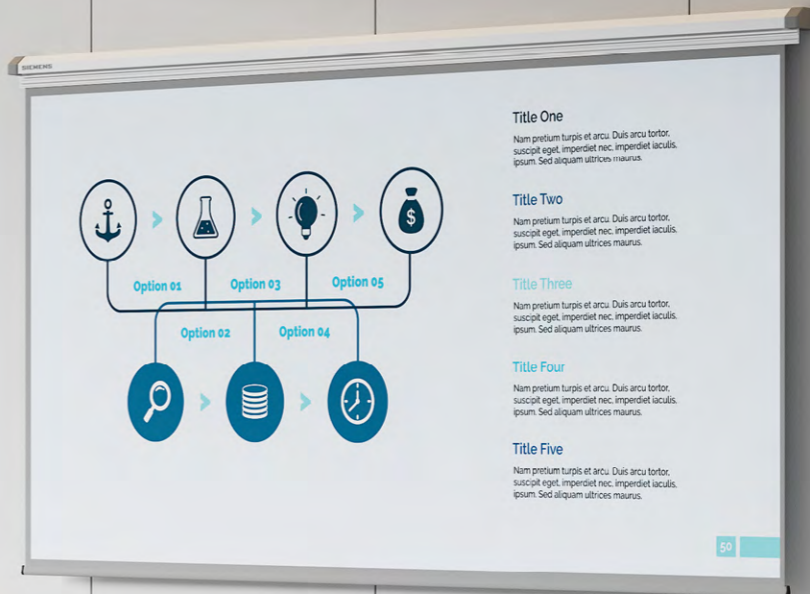 SIEMENS
Option 01
Option 03
Option 05
Option 02
Option 04
$
Title One
Nam pretium turpis et arcu. Duis arcu tortor,
suscipit eget, imperdiet nec, imperdiet iaculis,
ipsum. Sed aliquam ultrices mauris.
Title Two
Nam pretium turpis et arcu. Duis arcu tortor,
suscipit eget, imperdiet nec, imperdiet iaculis,
ipsum. Sed aliquam ultrices maurus.
Title Three
Nam pretium turpis et arcu. Duis arcu tortor,
suscipit eget, imperdiet nec, imperdiet iaculis,
ipsum. Sed aliquam ultrices maurus.
Title Four
Nam pretium turpis et arcu. Duis arcu tortor,
suscipit eget, imperdiet nec, imperdiet iaculis,
ipsum. Sed aliquam ultrices maurus.
Title Five
Nam pretium turpis et arcu. Duis arcu tortor,
suscipit eget, imperdiet nec, imperdiet iaculis,
ipsum. Sed aliquam ultrices maurus.
50